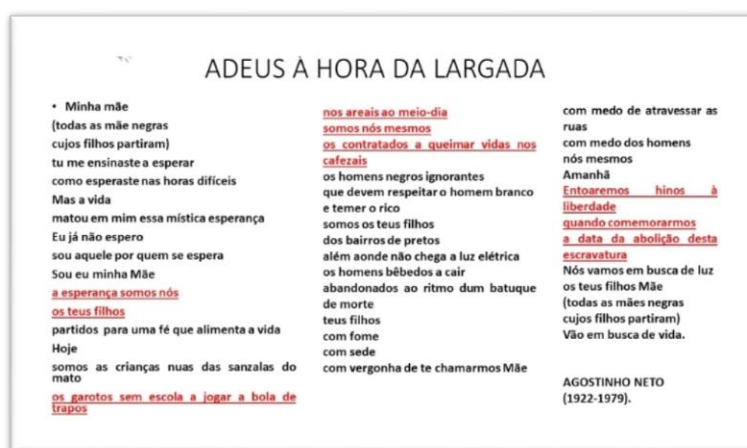 ADEUS À HORA DA LARGADA
• Minha mãe
(todas as mãe negras
cujos filhos partiram)
tu me ensinaste a esperar
como esperaste nas horas difíceis
Mas a vida
matou em mim essa mística esperança
Eu já não espero
sou aquele por quem se espera
Sou eu minha Mãe
a esperança somos nós
os teus filhos
partidos para uma fé que alimenta a vida
Hoje
somos as crianças nuas das sanzalas do
mato
os garotos sem escola a jogar a bola de
trapos
nos areais ao meio-dia
somos nós mesmos
os contratados a queimar vidas nos
cafezais
os homens negros ignorantes
que devem respeitar o homem branco
e temer o rico
somos os teus filhos
dos bairros de pretos
além aonde não chega a luz elétrica
os homens bêbedos a cair
abandonados ao ritmo dum batuque
de morte
teus filhos
com fome
com sede
com vergonha de te chamarmos Mãe
com medo de atravessar as
ruas
com medo dos homens
nós mesmos
Amanhã
Entoaremos hinos à
liberdade
quando comemorarmos
a data da abolição desta
escravatura
Nós vamos em busca de luz
os teus filhos Mãe
(todas as mães negras
cujos filhos partiram)
Vão em busca de vida.
AGOSTINHO NETO
(1922-1979).